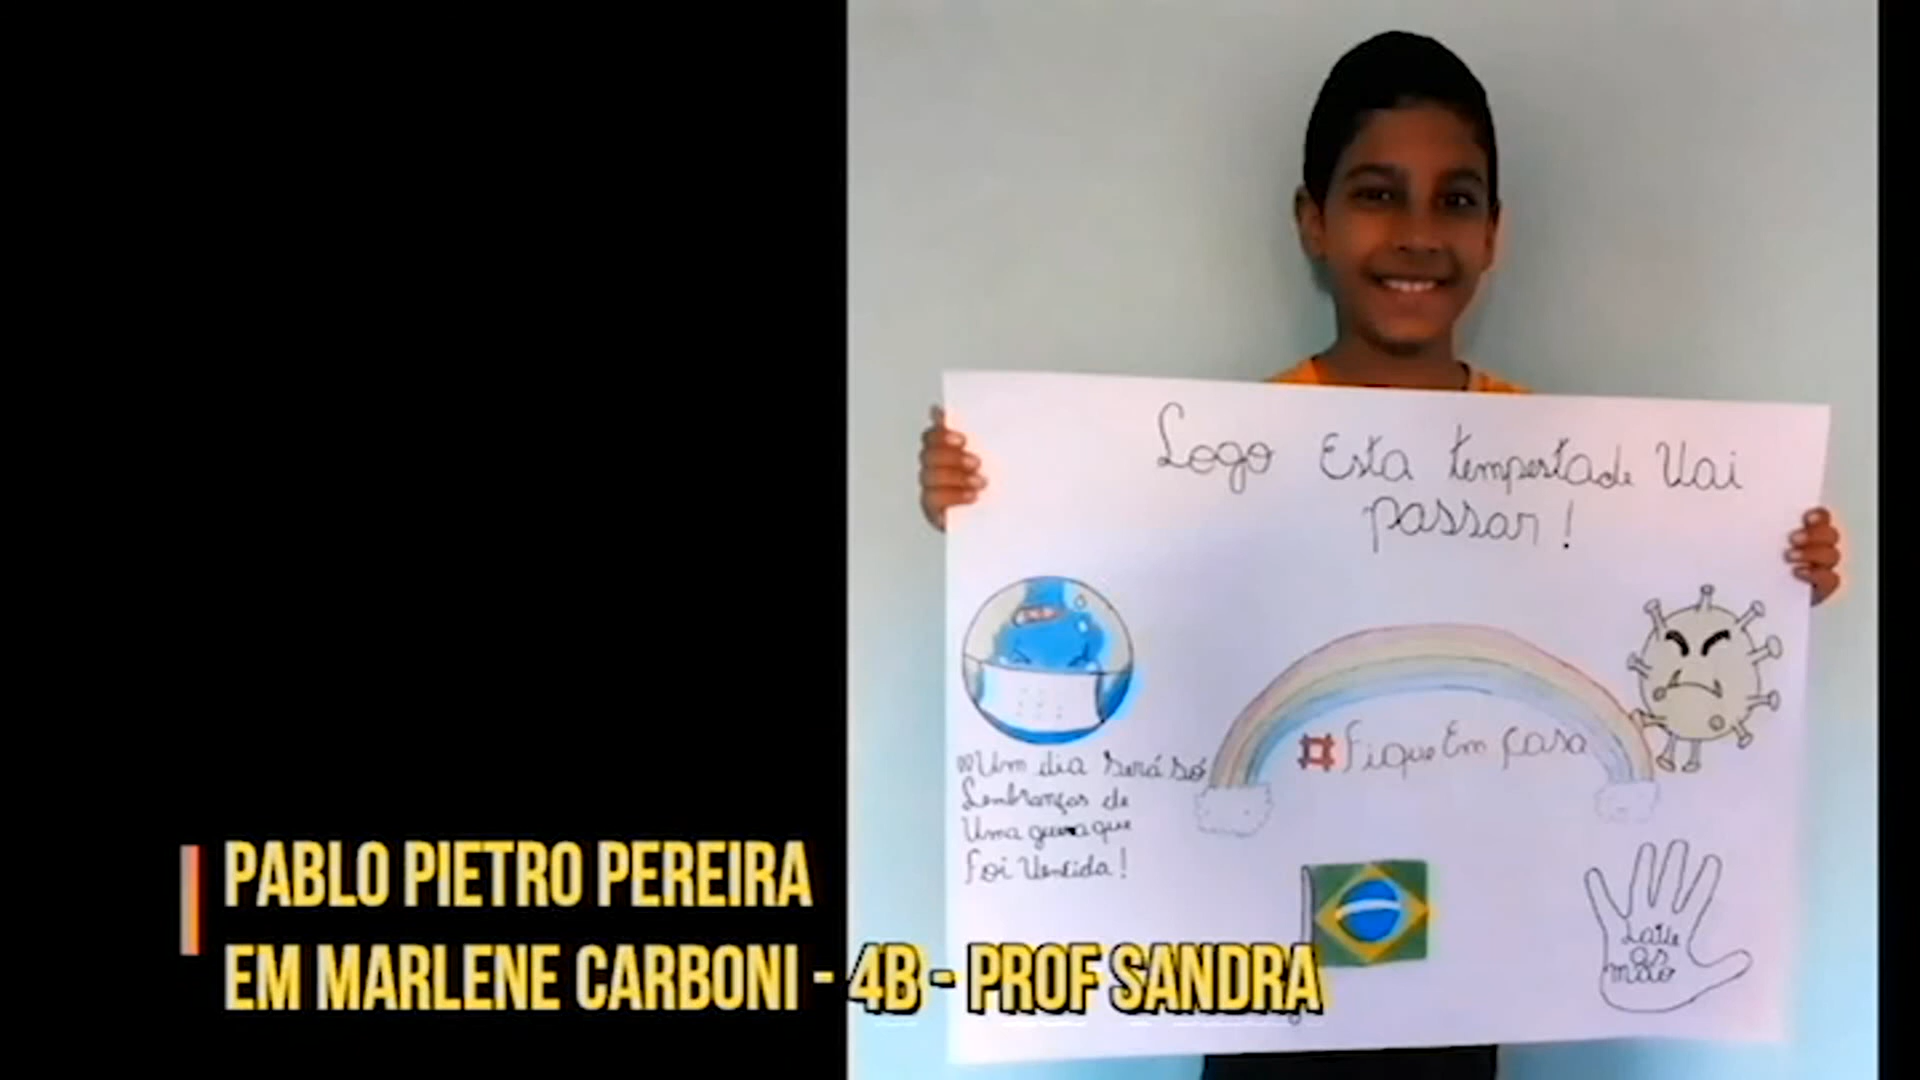 Logo Esta tempestade Vai
passar!
#Fique Em Casa
"Um dia será só
Lembranças de
Uma guerra que
Foi Vencida!
Lave
as
mão
PABLO PIETRO PEREIRA
EM MARLENE CARBONI - 4B - PROF SANDRA